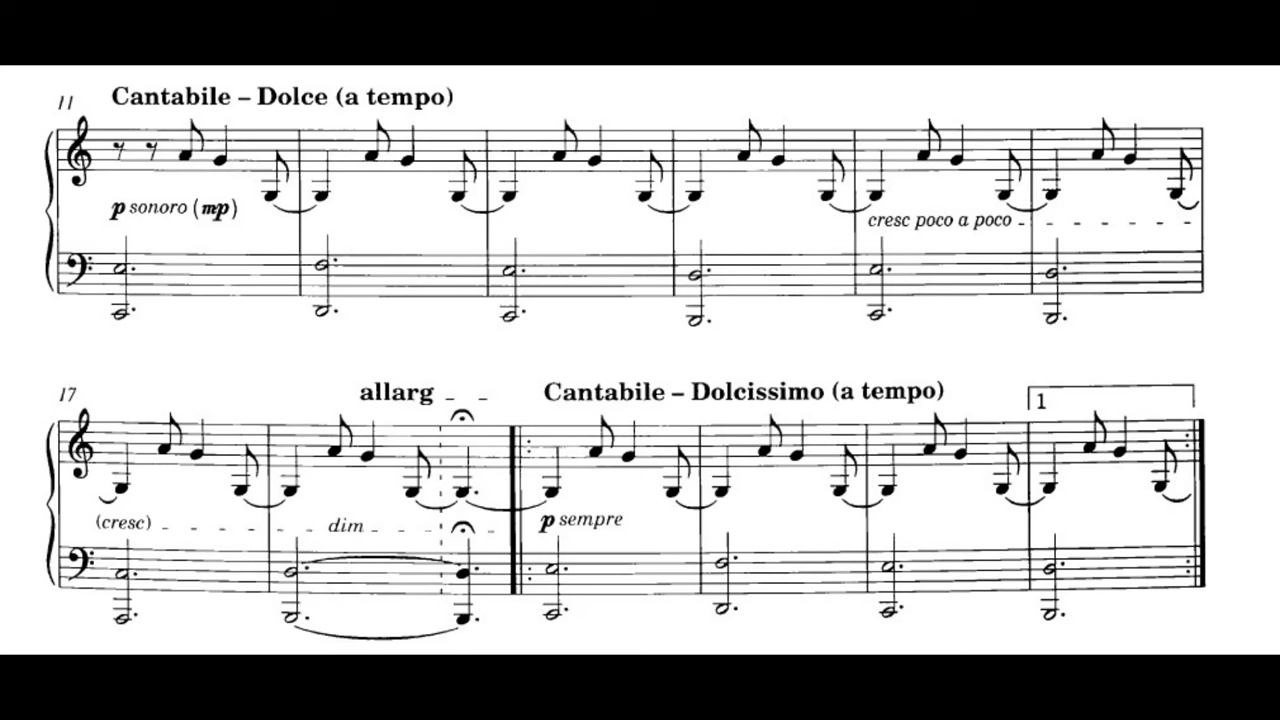 Cantabile – Dolce (a tempo)
11
p sonoro (mp)
cresc poco a poco
17
allarg
Cantabile – Dolcissimo (a tempo)
1
(cresc)
dim
p sempre